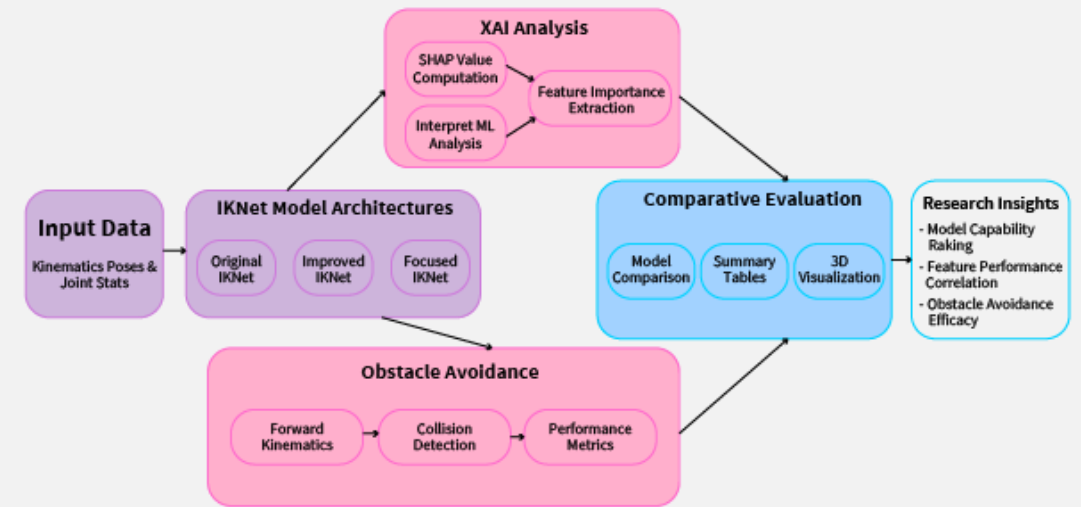 XAI Analysis
SHAP Value
Computation
Feature Importance
Extraction
Interpret ML
Analysis
Input Data
Kinematics Poses &
Joint Stats
IKNet Model Architectures
Original
IKNet
Improved
IKNet
Focused
IKNet
Comparative Evaluation
Model
Comparison
Summary
Tables
3D
Visualization
Research Insights
- Model Capability
Raking
- Feature Performance
Correlation
- Obstacle Avoidance
Efficacy
Obstacle Avoidance
Forward
Kinematics
Collision
Detection
Performance
Metrics